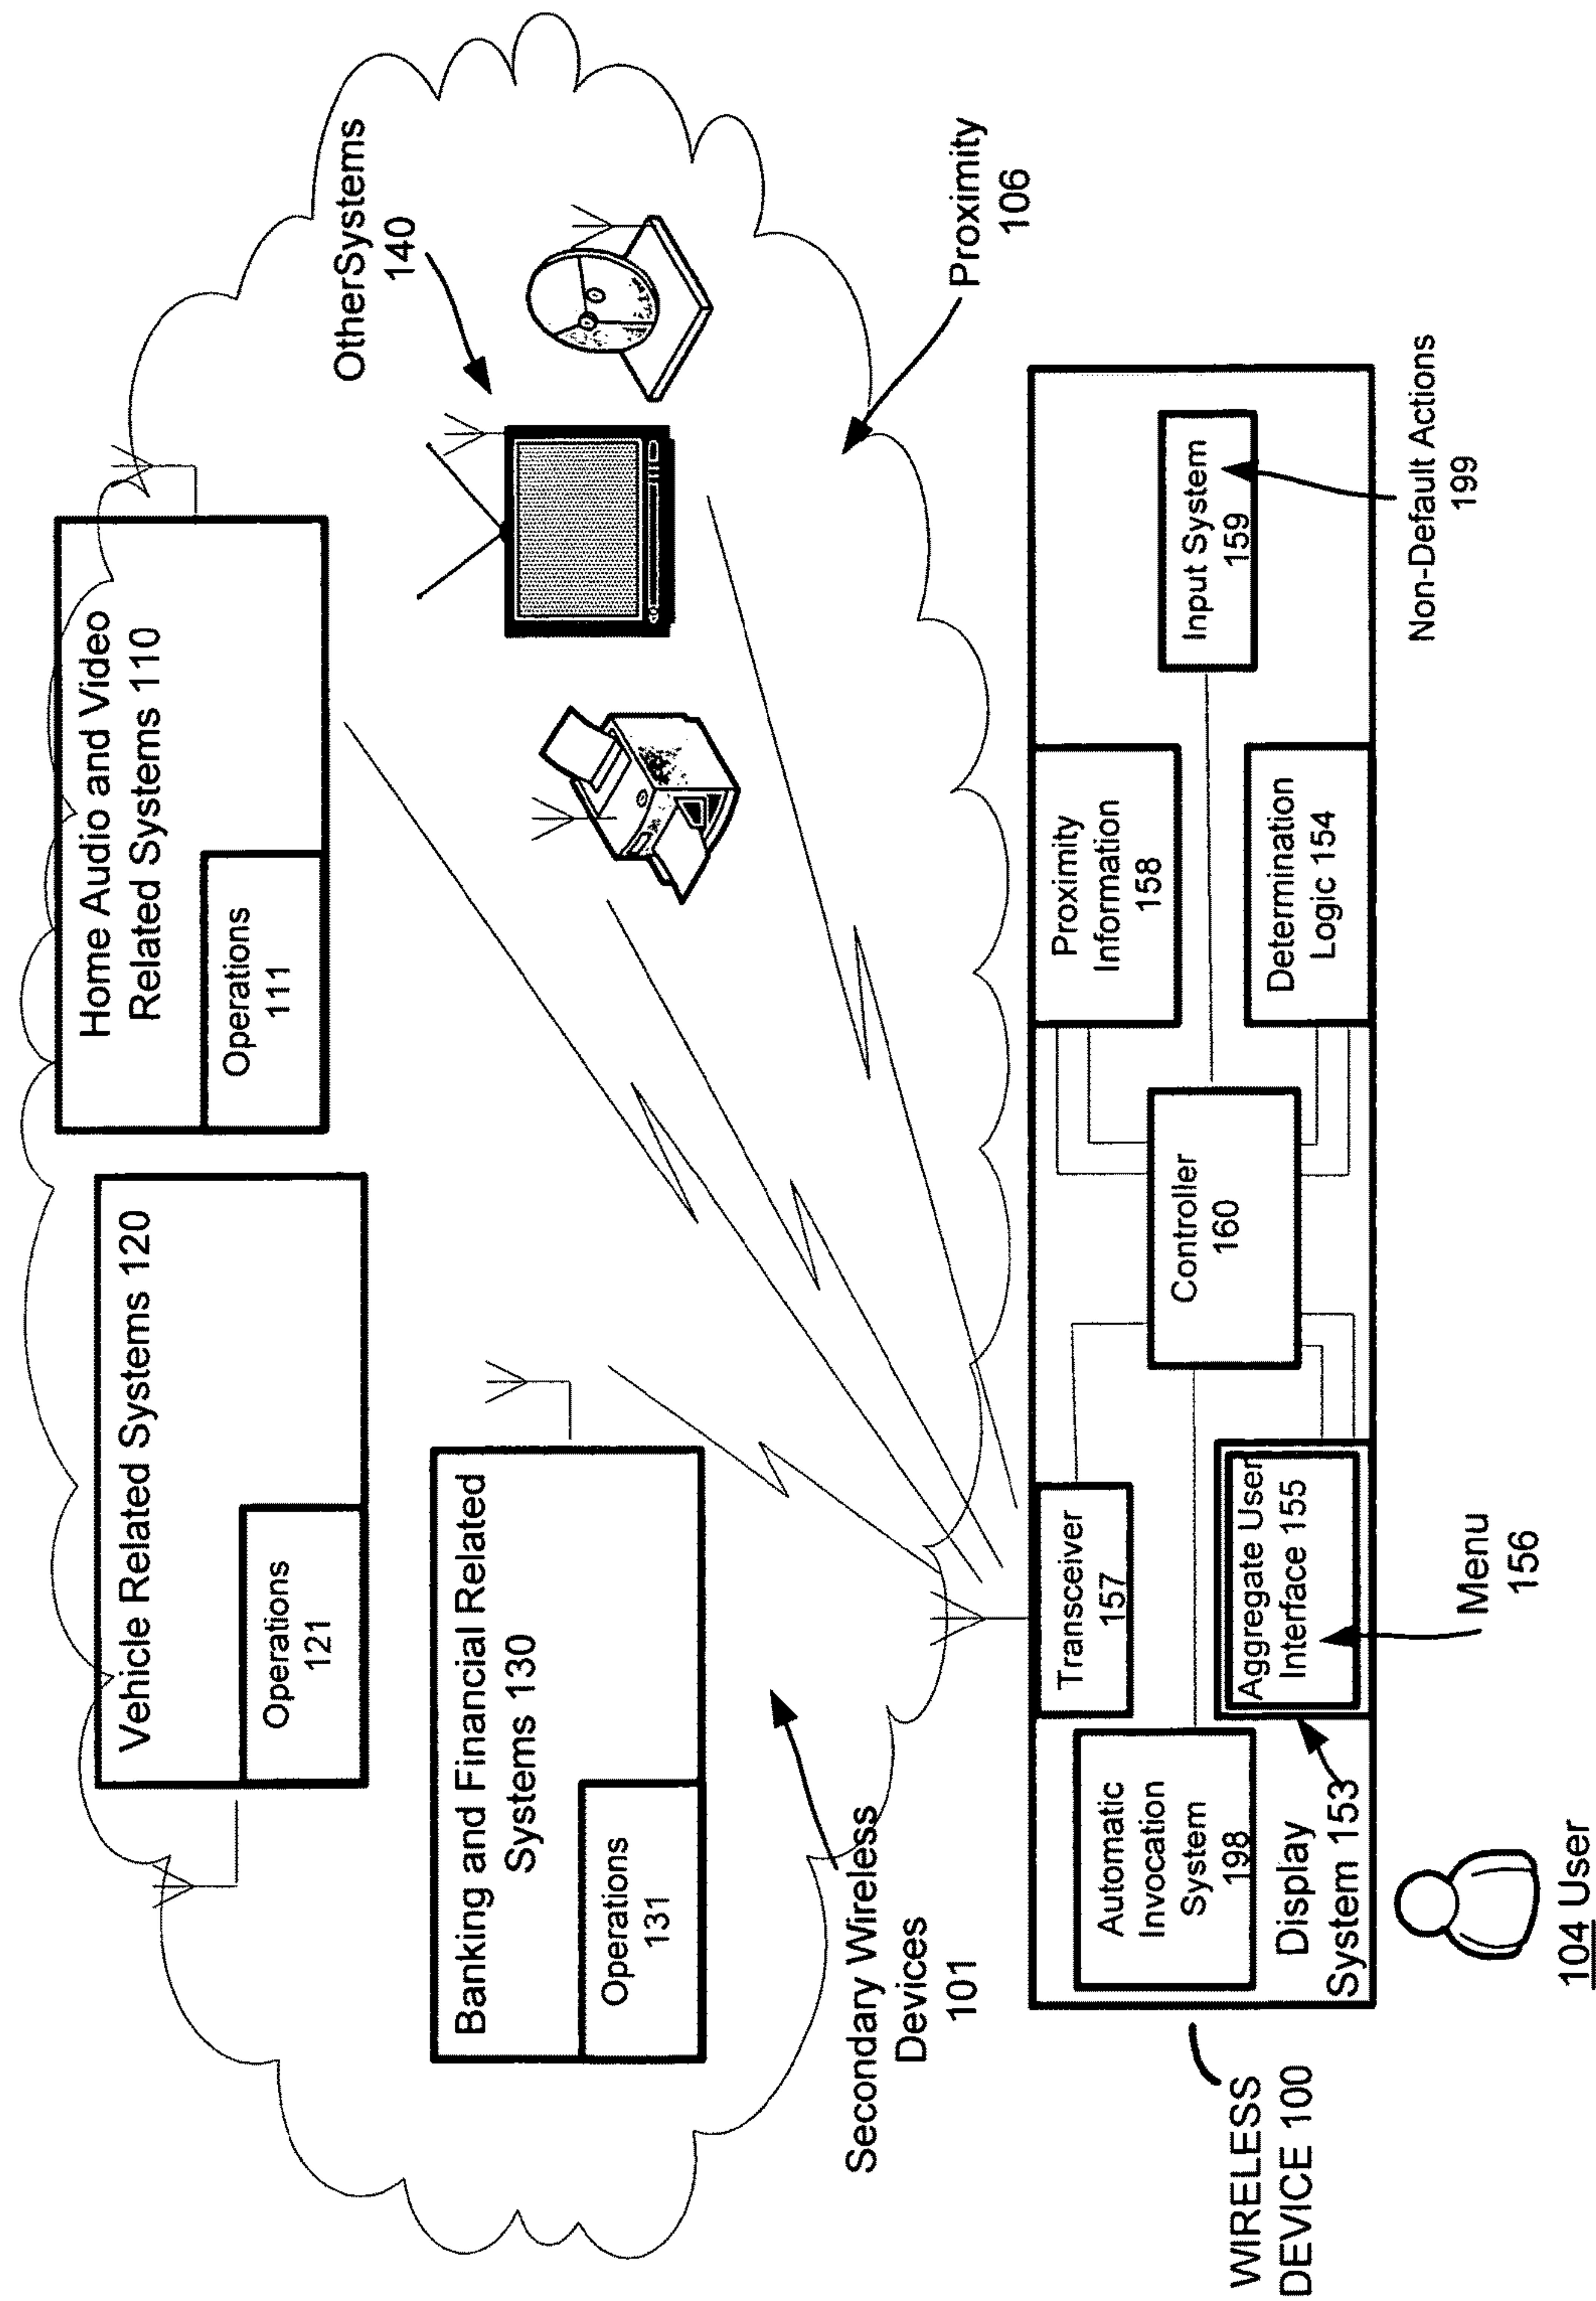 Home Audio and Video
Related Systems 110
Operations
111
Vehicle Related Systems 120
Operations
121
Banking and Financial Related
Systems 130
Operations
131
OtherSystems
140
Proximity
106
Secondary Wireless
Devices
101
WIRELESS
DEVICE 100
Automatic
Invocation
System
198
Transceiver
157
Display
System 153
Aggregate User
Interface 155
Menu
156
Controller
160
Proximity
Information
158
Determination
Logic 154
Input System
159
Non-Default Actions
199
104 User